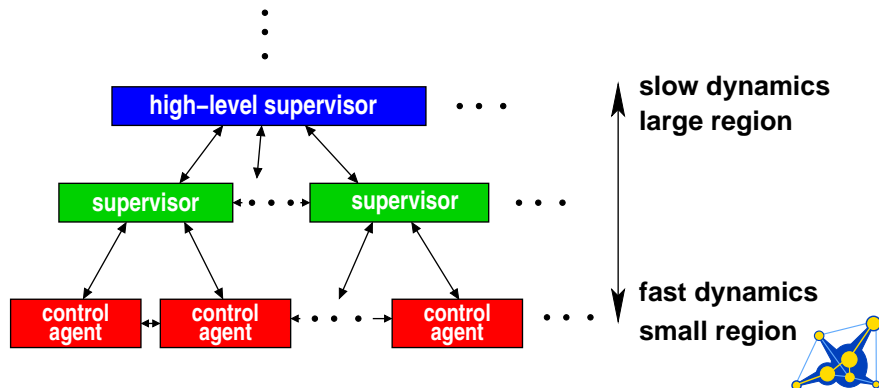 high–level supervisor
slow dynamics
large region
supervisor
supervisor
control
agent
control
agent
control
agent
fast dynamics
small region